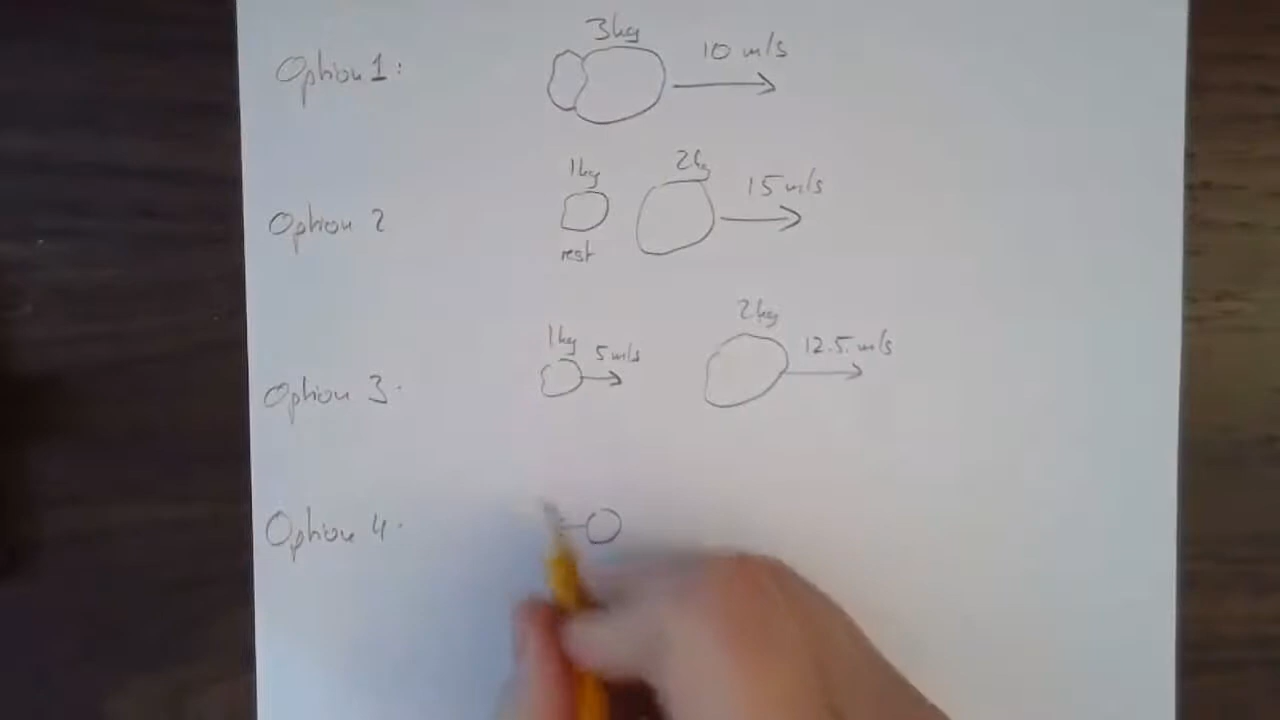 3kg
Option 1: 10 m/s
1kg 2kg
Option 2 15 m/s
rest
1kg 5 m/s 2kg 12.5. m/s
Option 3.
Option 4.